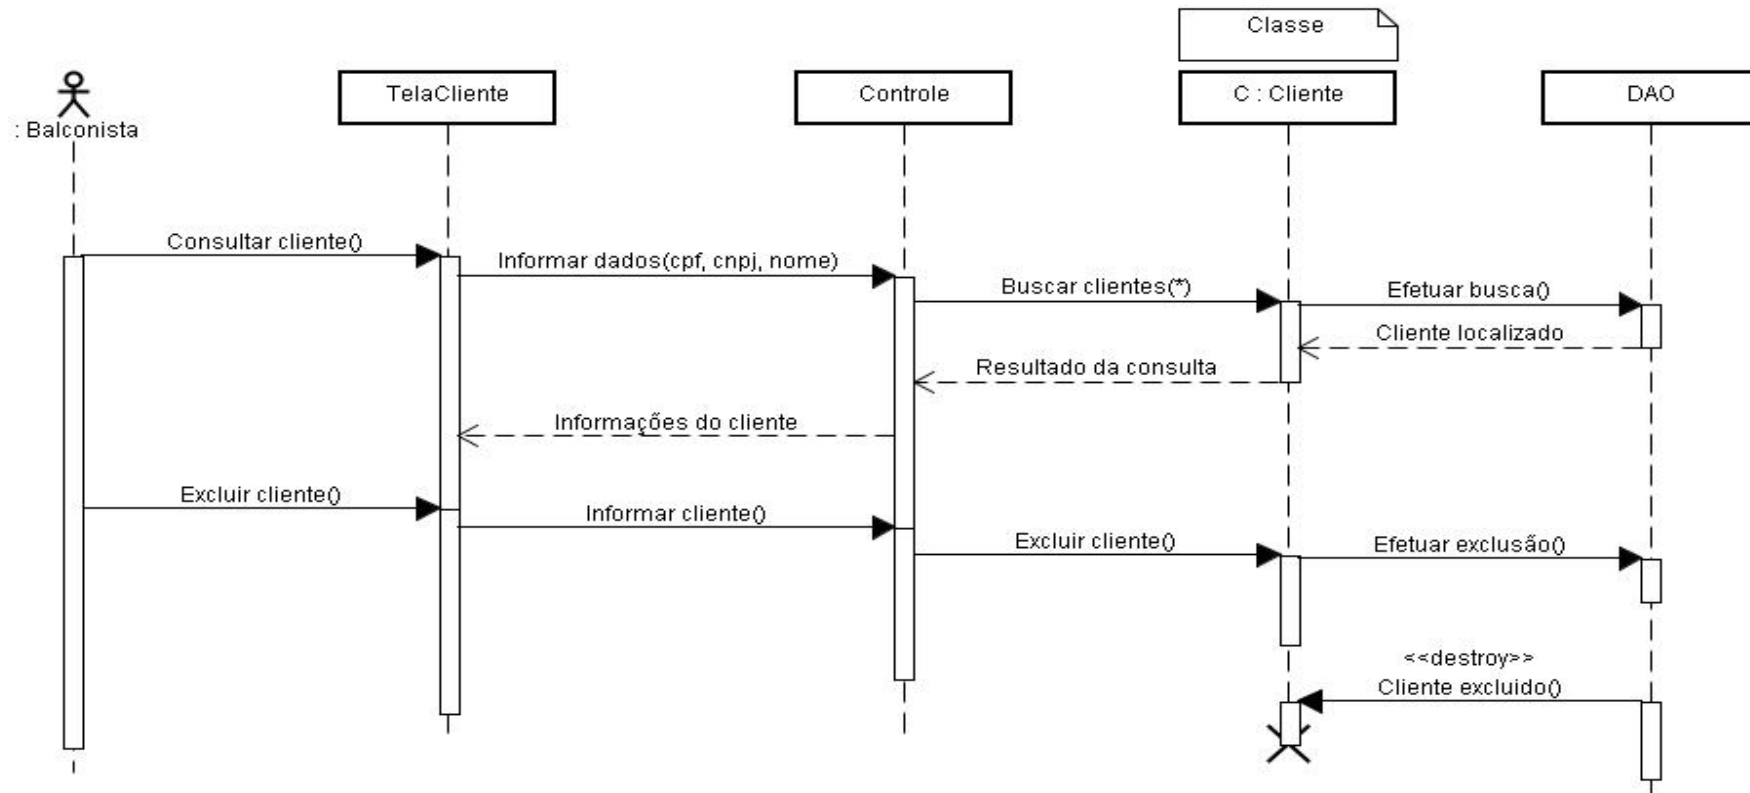 Classe
TelaCliente
Controle
C : Cliente
DAO
: Balconista
Consultar cliente()
Informar dados(cpf, cnpj, nome)
Buscar clientes(*)
Efetuar busca()
Cliente localizado
Resultado da consulta
Informações do cliente
Excluir cliente()
Informar cliente()
Excluir cliente()
Efetuar exclusão()
<<destroy>>
Cliente excluido()